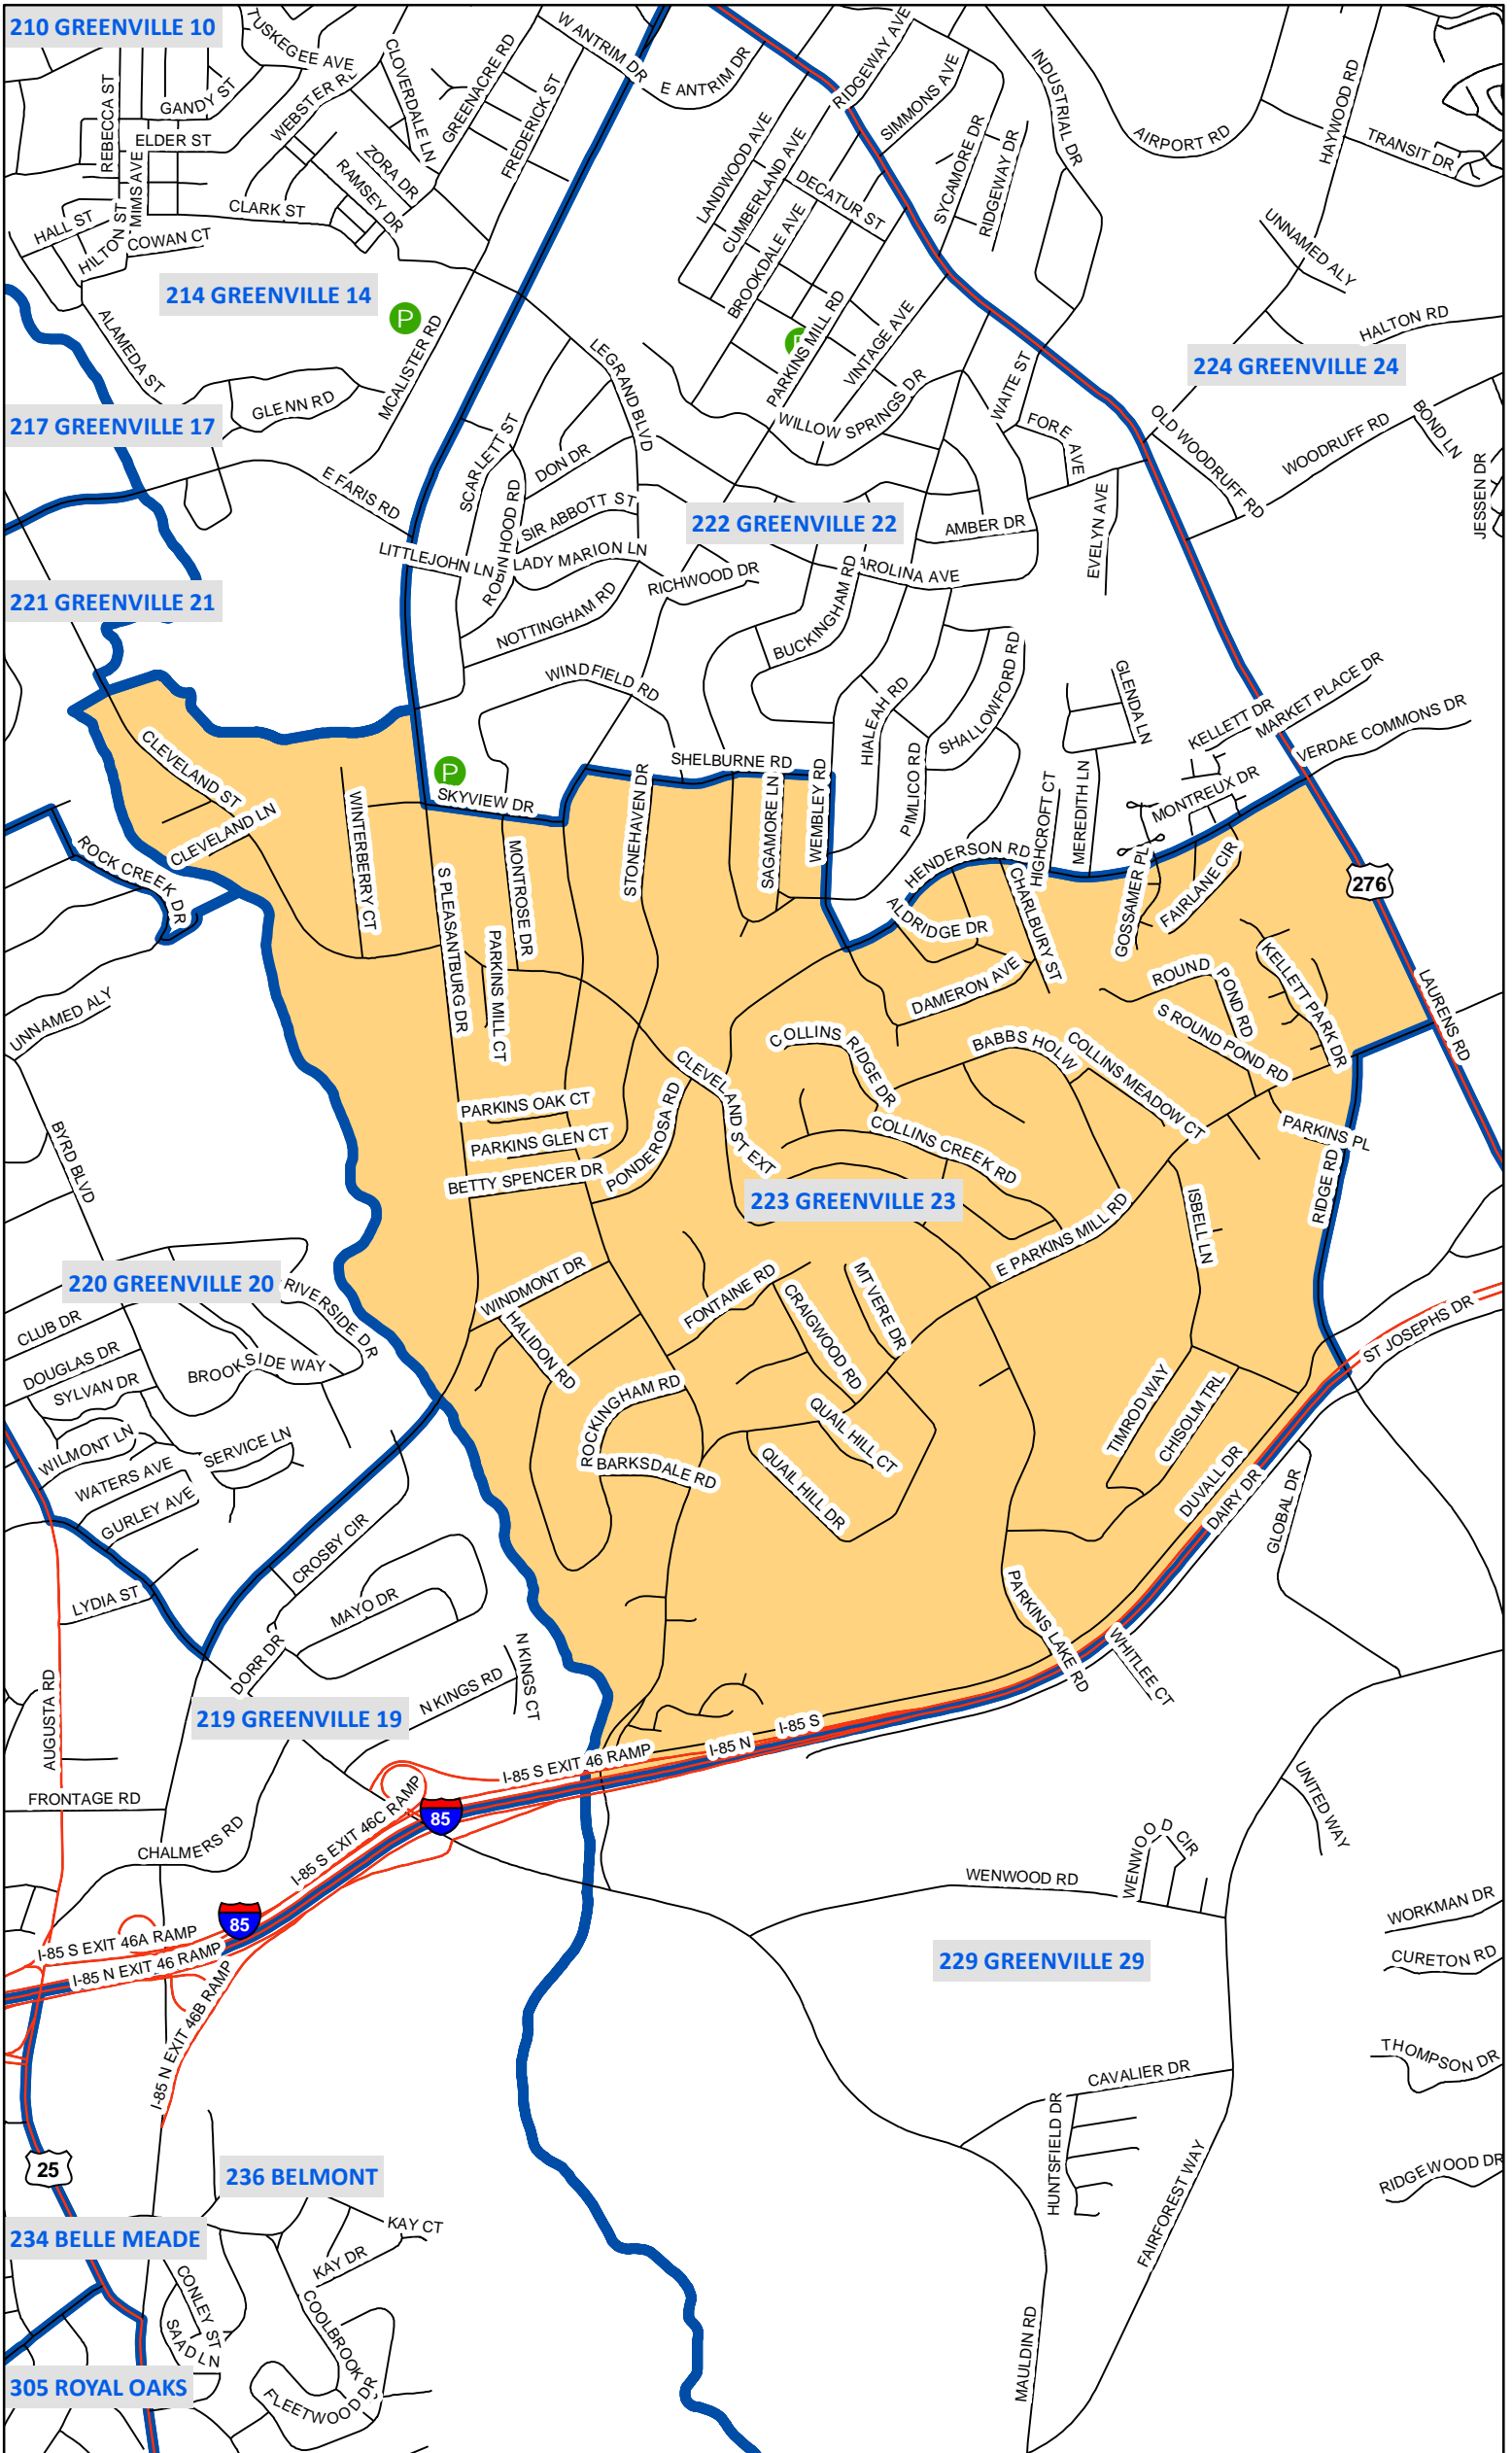 210 GREENVILLE 10
TUSKEGEE AVE
CLOVERDALE LN
GREENACRE RD
W ANTRIM DR
E ANTRIM DR
RIDGEWAY AVE
SIMMONS AVE
INDUSTRIAL DR
AIRPORT RD
HAYWOOD RD
TRANSIT DR
REBECCA ST
GANDY ST
WEBSTER RD
ELDER ST
MIMS AVE
ZORA DR
RAMSEY DR
FREDERICK ST
LANDWOOD AVE
CUMBERLAND AVE
DECATUR ST
SYCAMORE DR
RIDGEWAY DR
CLARK ST
HALL ST
HILTON ST
COWAN CT
BROOKDALE AVE
UNNAMED ALY
214 GREENVILLE 14
P
MCALISTER RD
ALAMEDA ST
LEGRAND BLVD
PARKINS MILL RD
VINTAGE AVE
HALTON RD
224 GREENVILLE 24
GLENN RD
217 GREENVILLE 17
WILLOW SPRINGS DR
WAITE ST
FORE AVE
OLD WOODRUFF RD
WOODRUFF RD
BOND LN
JESSEN DR
E FARIS RD
SCARLETT ST
DON DR
ROBIN HOOD RD
SIR ABBOTT ST
222 GREENVILLE 22
AMBER DR
EVELYN AVE
LITTLEJOHN LN
LADY MARION LN
RICHWOOD DR
AROLINA AVE
221 GREENVILLE 21
NOTTINGHAM RD
BUCKINGHAM RD
WINDFIELD RD
HIALEAH RD
SHALLOWFORD RD
GLENDA LN
KELLETT DR
MARKET PLACE DR
VERDAE COMMONS DR
CLEVELAND ST
P
SKYVIEW DR
SHELBURNE RD
PIMLICO RD
MONTREUX DR
CLEVELAND LN
WINTERBERRY CT
S PLEASANTBURG DR
MONTROSE DR
STONEHAVEN DR
SAGAMORE LN
WEMBLEY RD
HENDERSON RD
HIGHCROFT CT
MEREDITH LN
GOSSAMER PL
FAIRLANE CIR
276
ROCK CREEK DR
ALDRIDGE DR
CHARLBURY ST
PARKINS MILL CT
DAMERON AVE
ROUND POND RD
KELLETT PARK DR
LAURENS RD
UNNAMED ALY
COLLINS RIDGE DR
BABBS HOLW
COLLINS MEADOW CT
S ROUND POND RD
CLEVELAND ST EXT
PARKINS OAK CT
PARKINS GLEN CT
BETTY SPENCER DR
PONDEROSA RD
COLLINS CREEK RD
PARKINS PL
BYRD BLVD
223 GREENVILLE 23
RIDGE RD
ISBELL LN
E PARKINS MILL RD
220 GREENVILLE 20
RIVERSIDE DR
CLUB DR
WINDMONT DR
FONTAINE RD
MT VERE DR
CRAIGWOOD RD
ST JOSEPHS DR
DOUGLAS DR
SYLVAN DR
BROOKSIDE WAY
HALIDON RD
ROCKINGHAM RD
TIMROD WAY
CHISOLM TRL
WILMONT LN
SERVICE LN
WATERS AVE
GURLEY AVE
BARKSDALE RD
QUAIL HILL CT
QUAIL HILL DR
DUVALL DR
DAIRY DR
GLOBAL DR
CROSBY CIR
LYDIA ST
MAYO DR
PARKINS LAKE RD
WHITLEE CT
DORR DR
N KINGS RD
N KINGS CT
AUGUSTA RD
219 GREENVILLE 19
I-85 S EXIT 46 RAMP
I-85 N
I-85 S
FRONTAGE RD
85
UNITED WAY
CHALMERS RD
I-85 S EXIT 46C RAMP
WENWOOD CIR
WENWOOD RD
WORKMAN DR
85
I-85 S EXIT 46A RAMP
I-85 N EXIT 46 RAMP
229 GREENVILLE 29
CURETON RD
I-85 N EXIT 46B RAMP
THOMPSON DR
CAVALIER DR
HUNTSFIELD DR
25
236 BELMONT
FAIRFOREST WAY
RIDGEWOOD DR
KAY CT
234 BELLE MEADE
KAY DR
CONLEY ST
COOLBROOK DR
SAAD LN
MAULDIN RD
305 ROYAL OAKS
FLEETWOOD DR